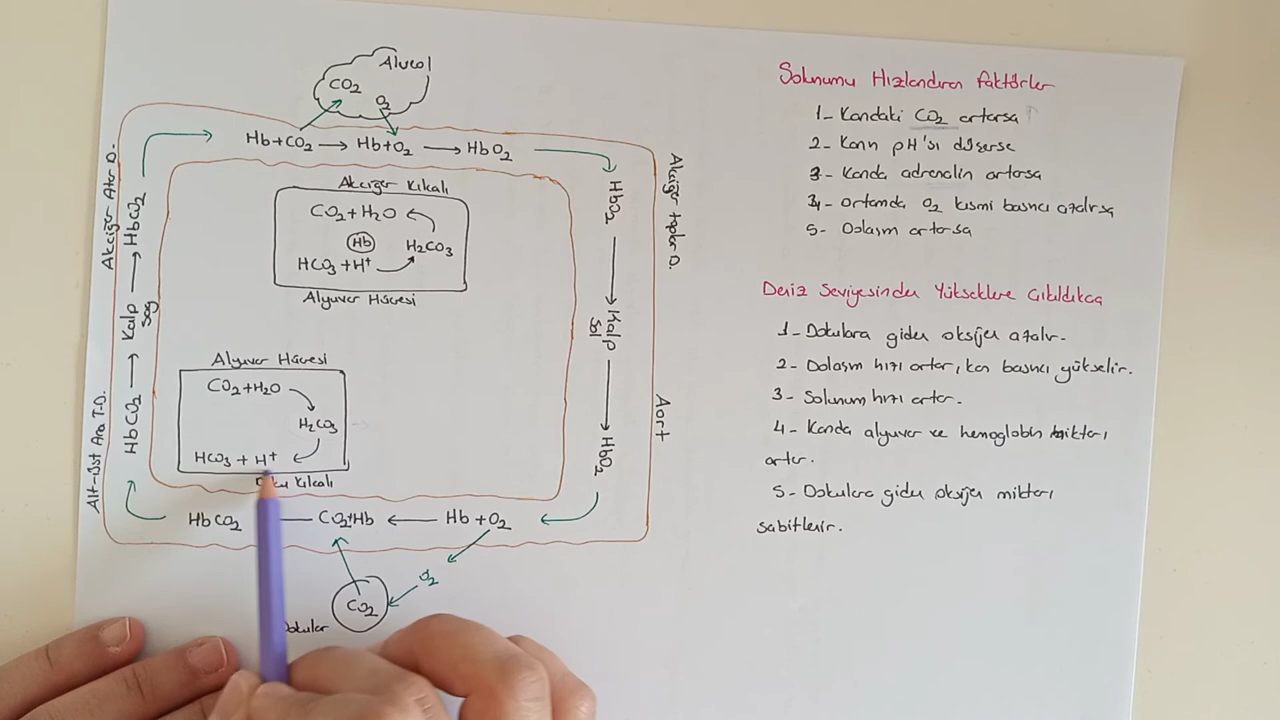 Alveol
CO2
O2
Hb+CO2 → Hb+O2 → HbO2
Akciğer Atar D.
HbCO2 → Kalp Sağ → HbCO2
Alt-Üst Ana T.D.
Akciğer toplar D.
HbO2 → Kalp Sol → HbO2
Aort
Akciğer Kılcalı
CO2+H2O
Hb
H2CO3
HCO3+H+
Alyuvar Hücresi
Alyuvar Hücresi
CO2+H2O
H2CO3
HCO3 + H+
Kılcalı
HbCO2 CO2+Hb ← Hb+O2
O2
CO2
Dokular
Solunumu Hızlandıran Faktörler
1- Kandaki CO2 artarsa ↑
2- Kanın pH'sı düşerse
3- Kanda adrenalin artarsa
4- Ortamda O2 kısmi basıncı azalırsa
5- Dolaşım artarsa
Deniz Seviyesinden Yükseklere Çıkıldıkça
1- Dokulara giden oksijen azalır.
2- Dolaşım hızı artar, kan basıncı yükselir.
3- Solunum hızı artar.
4- Kanda alyuvar ve hemoglobin miktarı
artar.
5- Dokulara giden oksijen miktarı
sabitlenir.